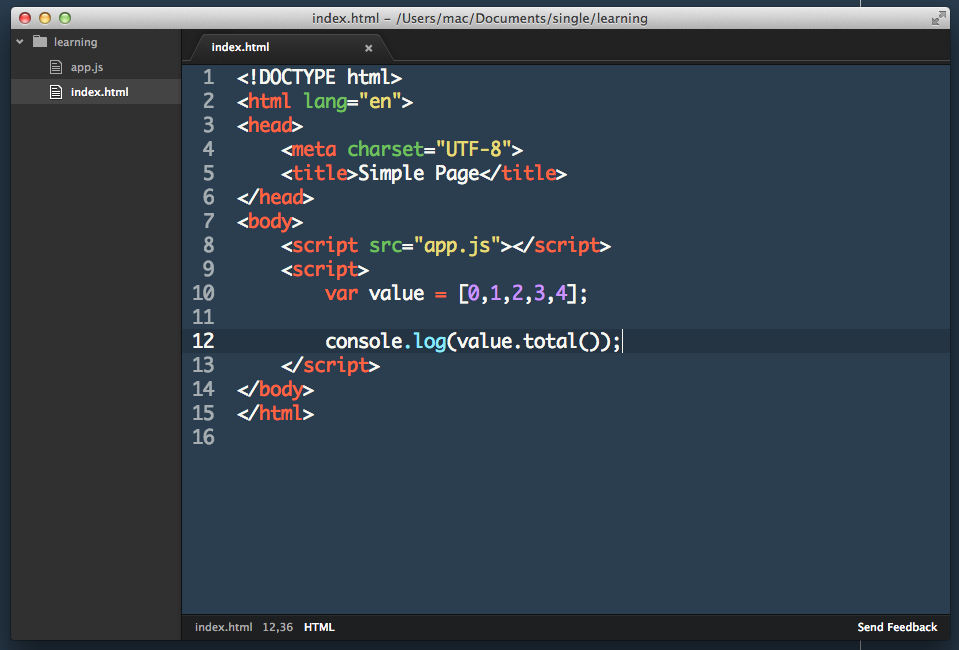 index.html – /Users/mac/Documents/single/learning
learning
app.js
index.html
index.html ×
1 <!DOCTYPE html>
2 <html lang="en">
3 <head>
4     <meta charset="UTF-8">
5     <title>Simple Page</title>
6 </head>
7 <body>
8     <script src="app.js"></script>
9     <script>
10         var value = [0,1,2,3,4];
11
12         console.log(value.total());
13     </script>
14 </body>
15 </html>
16
index.html 12,36 HTML Send Feedback